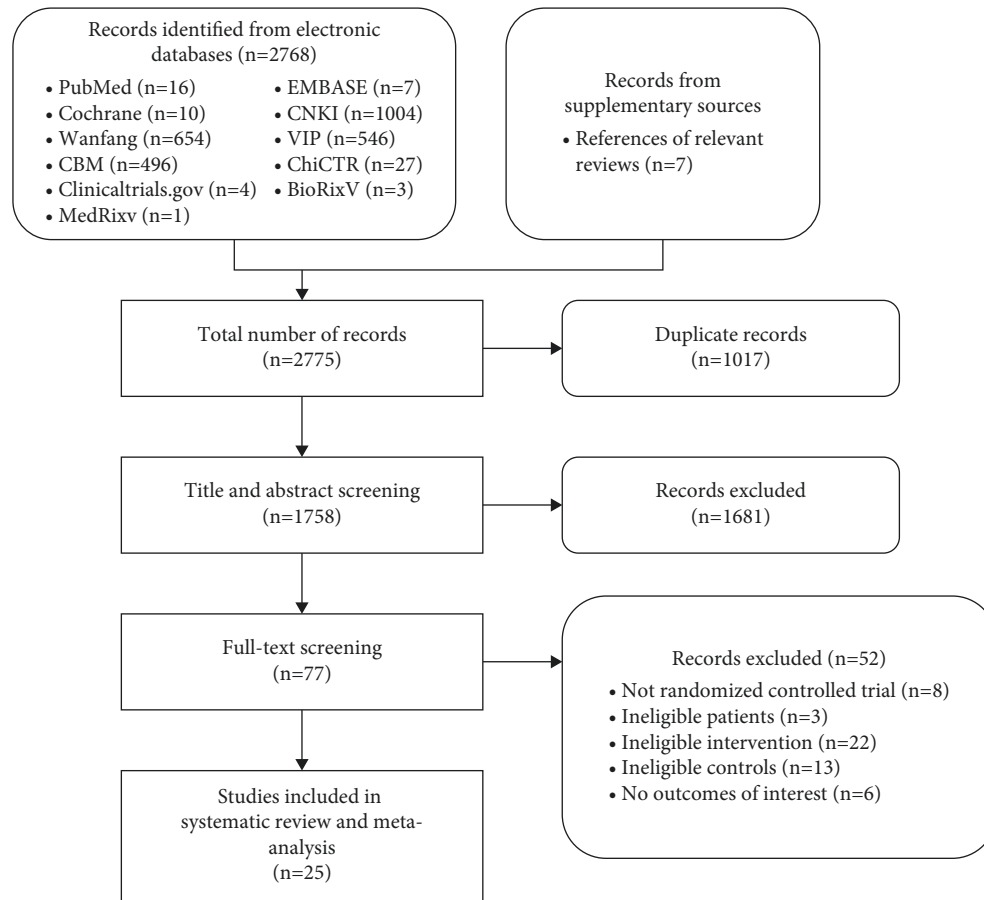 Records identified from electronic
databases (n=2768)
• PubMed (n=16)
• Cochrane (n=10)
• Wanfang (n=654)
• CBM (n=496)
• Clinicaltrials.gov (n=4)
• MedRixv (n=1)
• EMBASE (n=7)
• CNKI (n=1004)
• VIP (n=546)
• ChiCTR (n=27)
• BioRixV (n=3)
Records from
supplementary sources
• References of relevant
reviews (n=7)
Total number of records
(n=2775)
Duplicate records
(n=1017)
Title and abstract screening
(n=1758)
Records excluded
(n=1681)
Full-text screening
(n=77)
Records excluded (n=52)
• Not randomized controlled trial (n=8)
• Ineligible patients (n=3)
• Ineligible intervention (n=22)
• Ineligible controls (n=13)
• No outcomes of interest (n=6)
Studies included in
systematic review and meta-
analysis
(n=25)